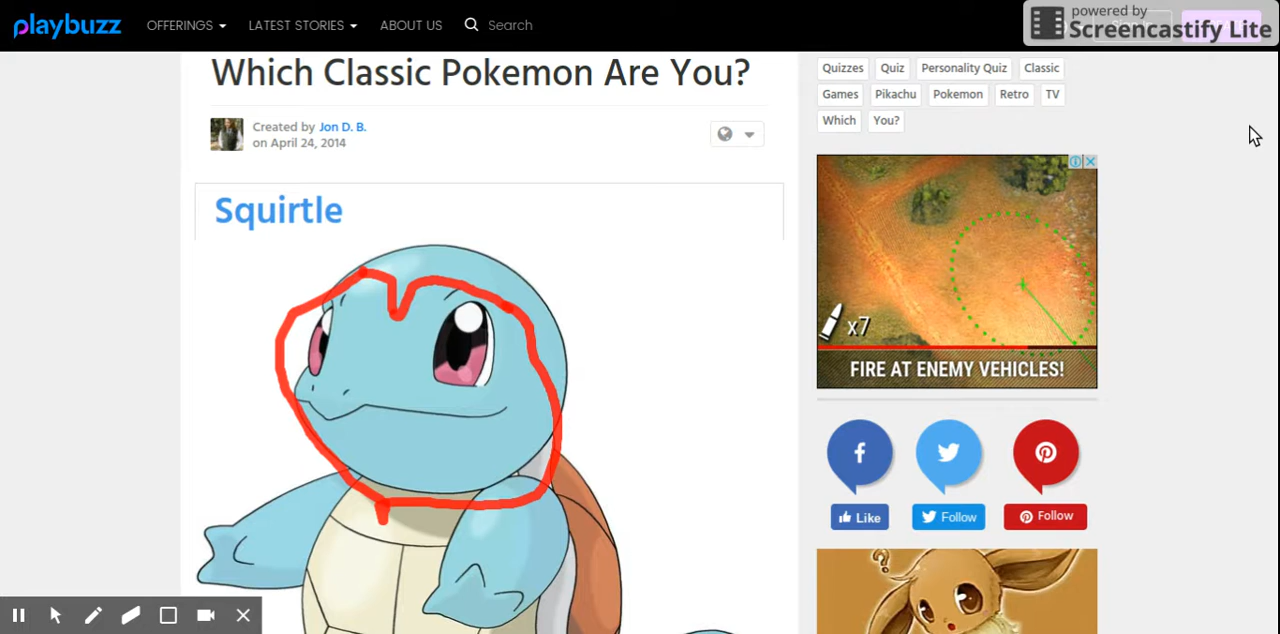 playbuzz OFFERINGS LATEST STORIES ABOUT US Search
powered by
Screencastify Lite
Which Classic Pokemon Are You?
Created by Jon D. B.
on April 24, 2014
Squirtle
Quizzes Quiz Personality Quiz Classic
Games Pikachu Pokemon Retro TV
Which You?
x7
FIRE AT ENEMY VEHICLES!
Like Follow Follow